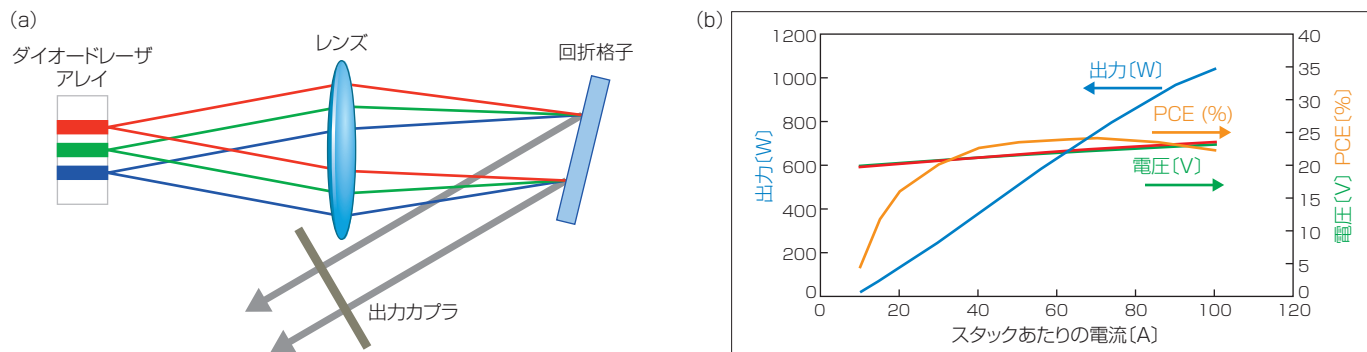 (a)
ダイオードレーザ
アレイ
レンズ
回折格子
出力カプラ
(b)
1200
1000
800
600
400
200
0
出力〔W〕
40
35
30
25
20
15
10
5
0
電圧〔V〕 PCE〔%〕
出力〔W〕
PCE (%)
電圧〔V〕
0
20
40
60
80
100
120
スタックあたりの電流〔A〕